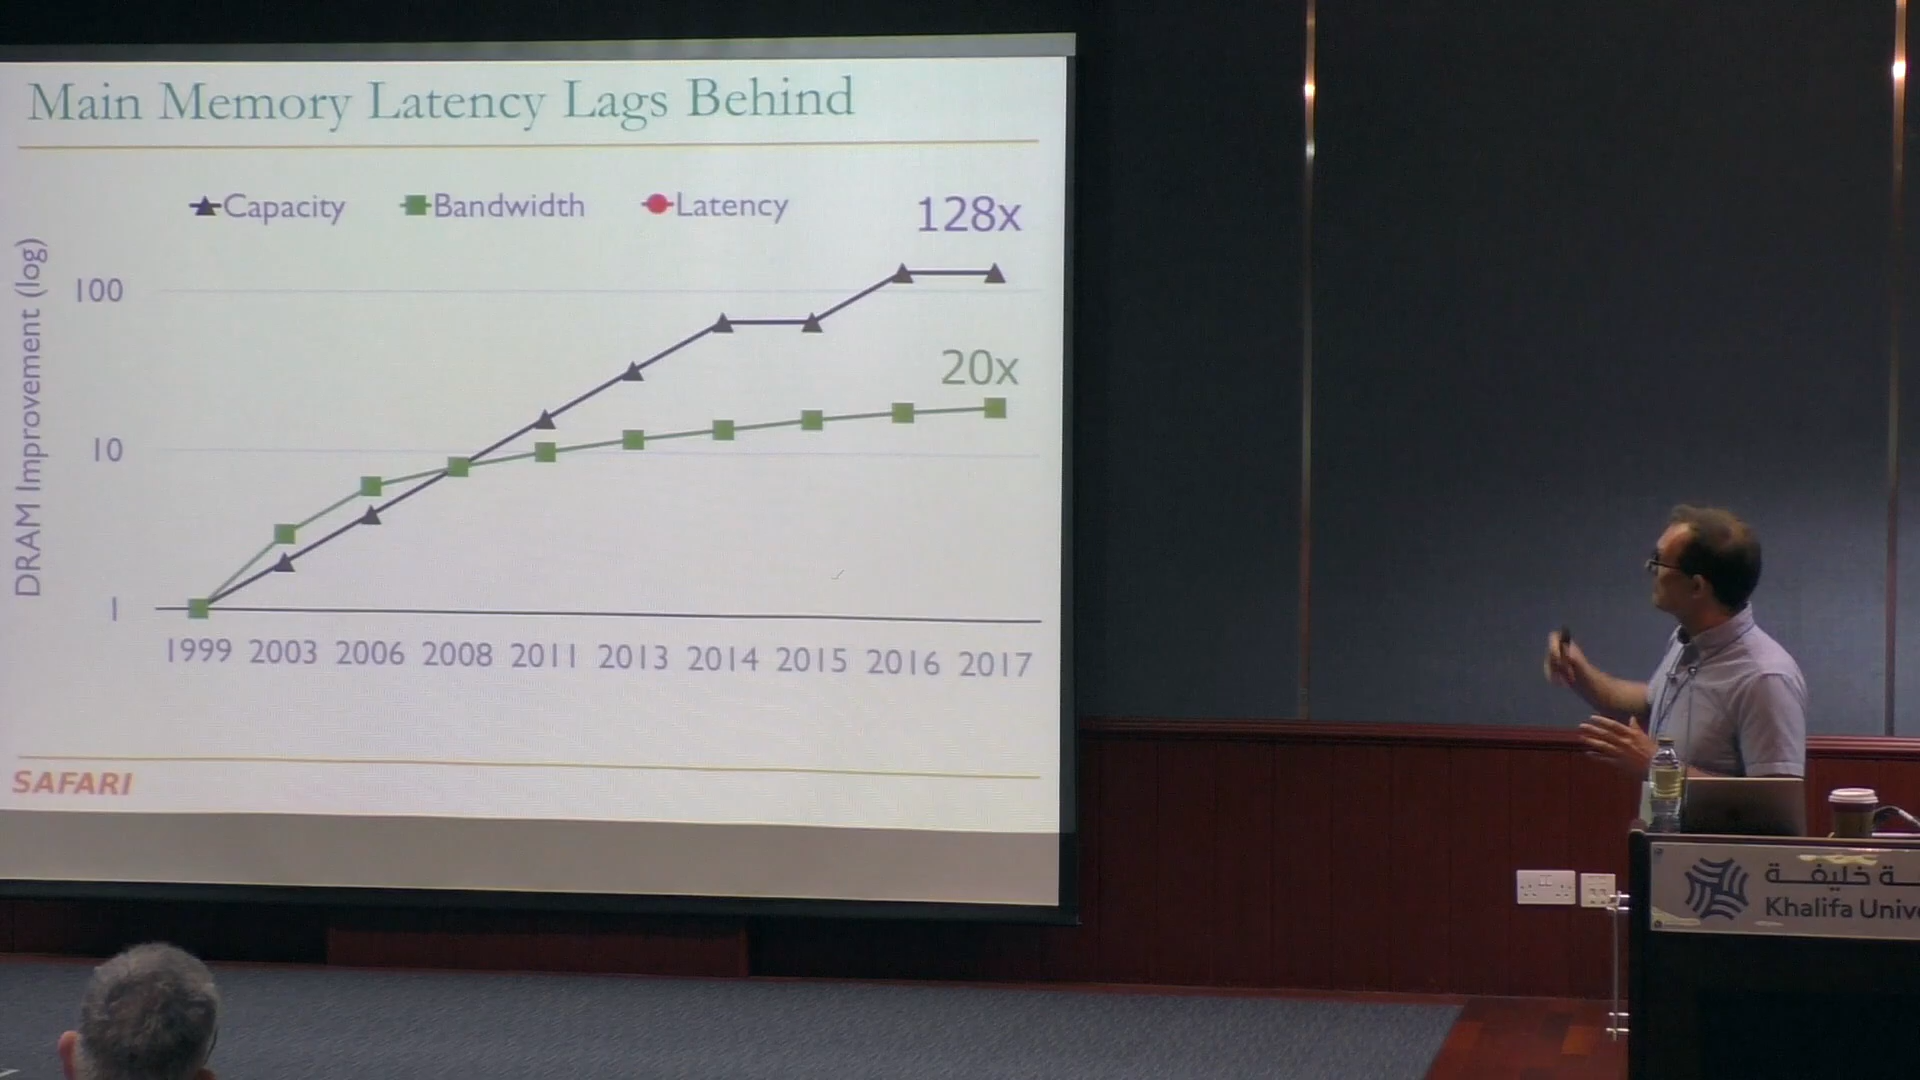 Main Memory Latency Lags Behind
Capacity Bandwidth Latency
128x
DRAM Improvement (log)
100
20x
10
1
1999 2003 2006 2008 2011 2013 2014 2015 2016 2017
SAFARI
خليفة
Khalifa